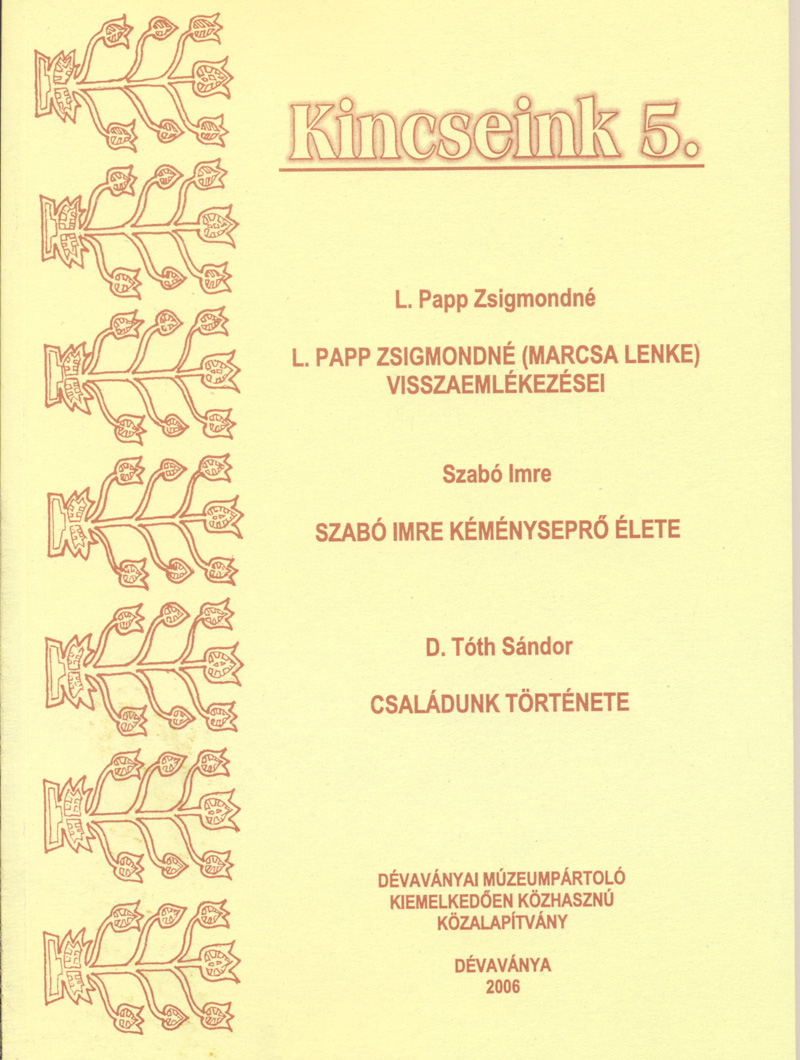 Kincseink 5.
L. Papp Zsigmondné
L. PAPP ZSIGMONDNÉ (MARCSA LENKE)
VISSZAEMLÉKEZÉSEI
Szabó Imre
SZABÓ IMRE KÉMÉNYSEPRŐ ÉLETE
D. Tóth Sándor
CSALÁDUNK TÖRTÉNETE
DÉVAVÁNYAI MÚZEUMPÁRTOLÓ
KIEMELKEDŐEN KÖZHASZNÚ
KÖZALAPÍTVÁNY
DÉVAVÁNYA
2006